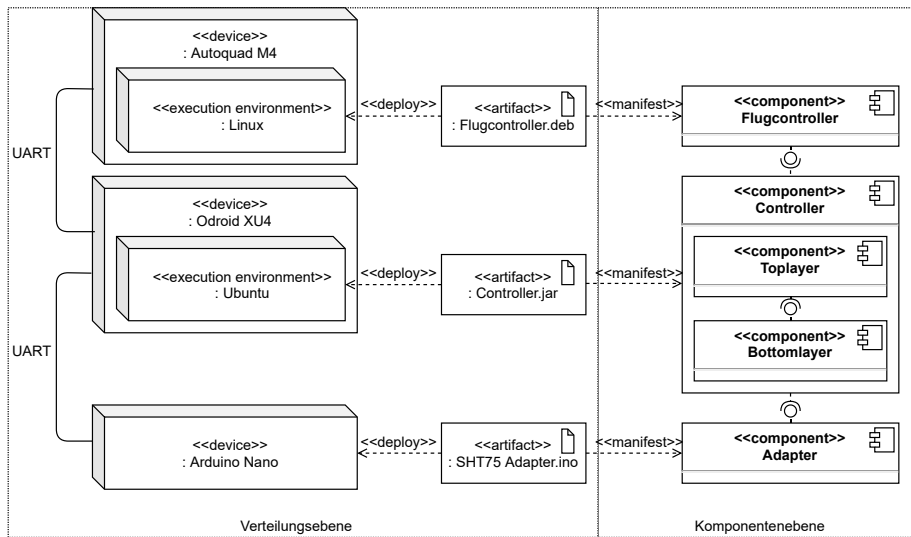 <<device>>
: Autoquad M4
<<execution environment>>
: Linux
<<deploy>>
<<artifact>>
: Flugcontroller.deb
<<manifest>>
<<component>>
Flugcontroller
UART
<<device>>
: Odroid XU4
<<execution environment>>
: Ubuntu
<<deploy>>
<<artifact>>
: Controller.jar
<<manifest>>
<<component>>
Controller
<<component>>
Toplayer
<<component>>
Bottomlayer
UART
<<device>>
: Arduino Nano
<<deploy>>
<<artifact>>
: SHT75 Adapter.ino
<<manifest>>
<<component>>
Adapter
Verteilungsebene
Komponentenebene